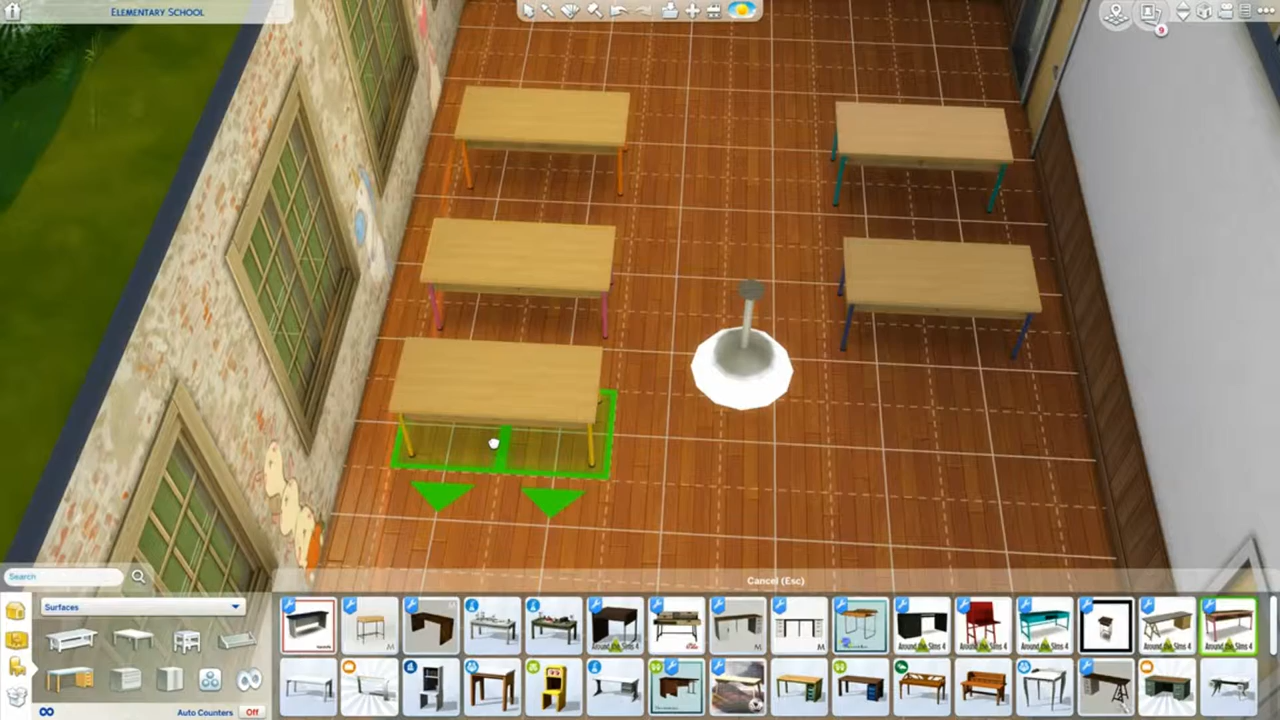 ELEMENTARY SCHOOL
9
Cancel (Esc)
Search
Surfaces
Around the Sims 4
Around the Sims 4
Around the Sims 4
Around the Sims 4
Around the Sims 4
Around the Sims 4
Auto Counters
Off